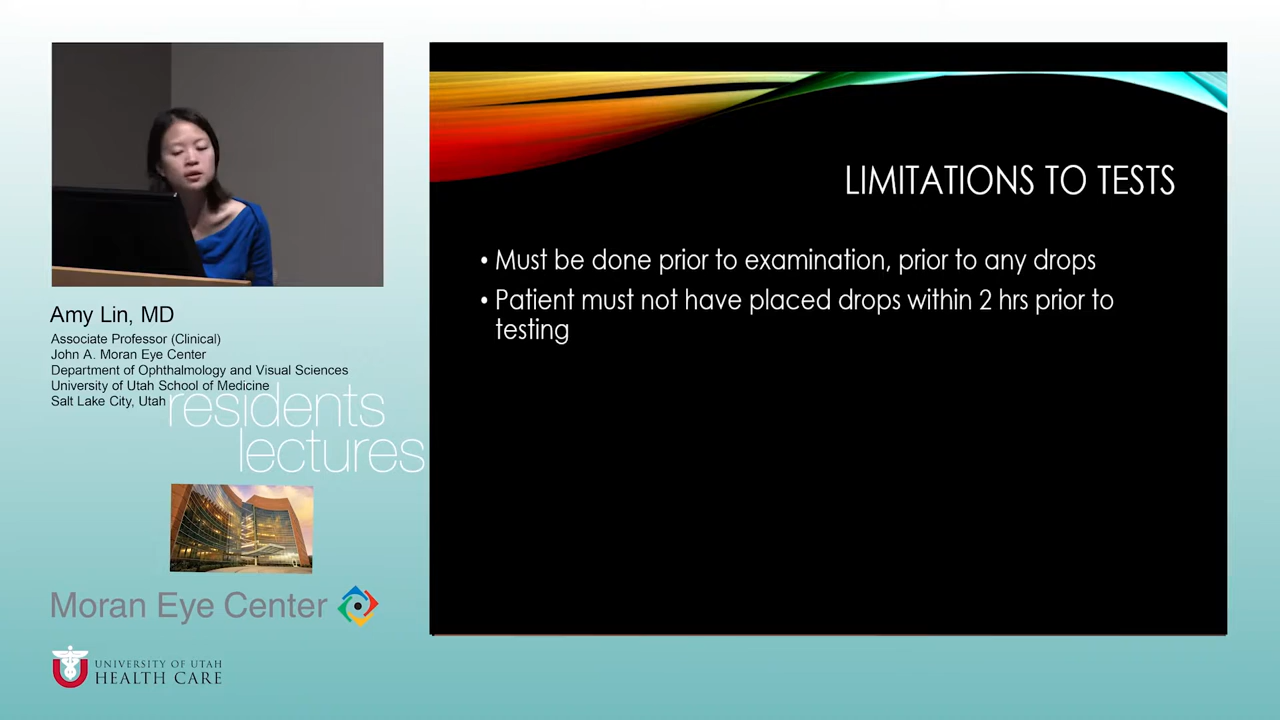 LIMITATIONS TO TESTS
• Must be done prior to examination, prior to any drops
• Patient must not have placed drops within 2 hrs prior to
testing
Amy Lin, MD
Associate Professor (Clinical)
John A. Moran Eye Center
Department of Ophthalmology and Visual Sciences
University of Utah School of Medicine
Salt Lake City, Utah
residents
lectures
Moran Eye Center
UNIVERSITY OF UTAH
HEALTH CARE